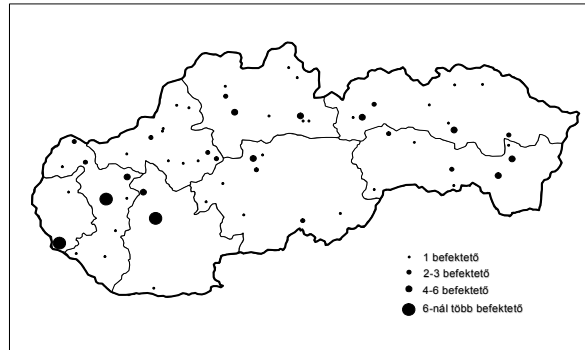 1 befektető
2-3 befektető
4-6 befektető
6-nál több befektető